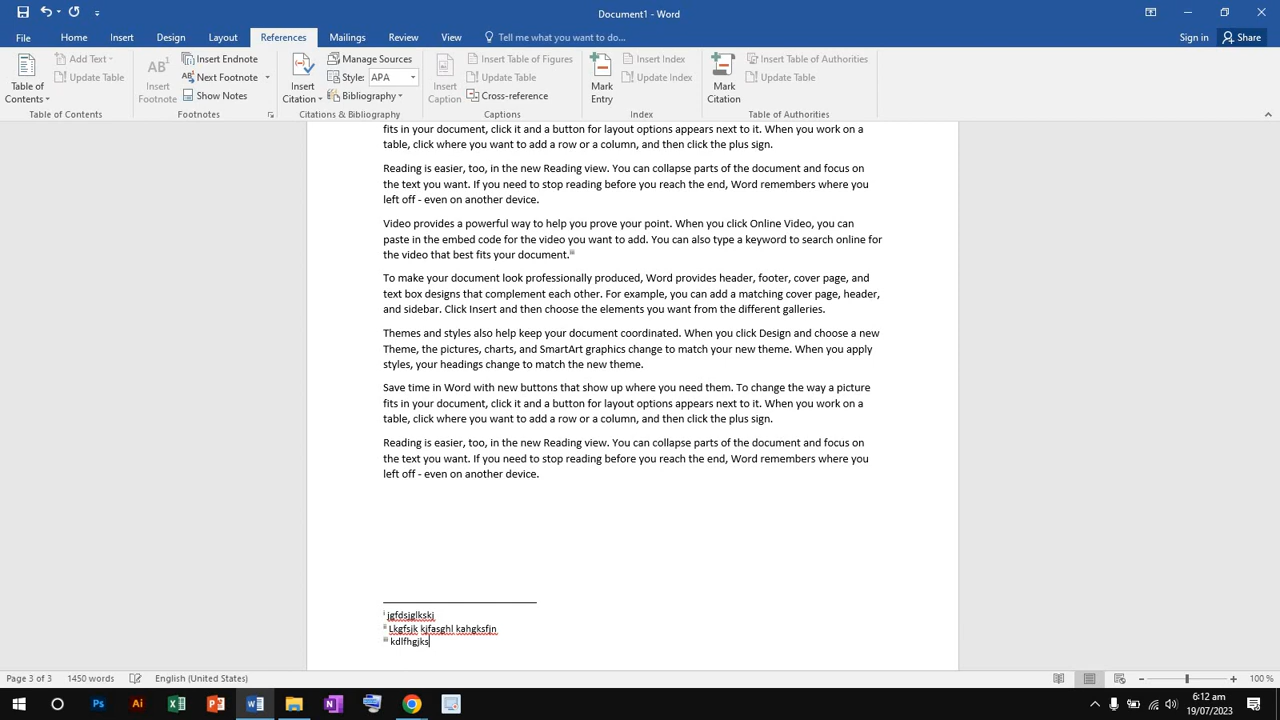 Document1 - Word
File Home Insert Design Layout References Mailings Review View Tell me what you want to do... Sign in Share
Table of Contents
Add Text
Update Table
Table of Contents
AB¹
Insert Footnote
Insert Endnote
Next Footnote
Show Notes
Footnotes
Insert Citation
Manage Sources
Style: APA
Bibliography
Citations & Bibliography
Insert Caption
Insert Table of Figures
Update Table
Cross-reference
Captions
Mark Entry
Insert Index
Update Index
Index
Mark Citation
Insert Table of Authorities
Update Table
Table of Authorities
fits in your document, click it and a button for layout options appears next to it. When you work on a
table, click where you want to add a row or a column, and then click the plus sign.
Reading is easier, too, in the new Reading view. You can collapse parts of the document and focus on
the text you want. If you need to stop reading before you reach the end, Word remembers where you
left off - even on another device.
Video provides a powerful way to help you prove your point. When you click Online Video, you can
paste in the embed code for the video you want to add. You can also type a keyword to search online for
the video that best fits your document.iii
To make your document look professionally produced, Word provides header, footer, cover page, and
text box designs that complement each other. For example, you can add a matching cover page, header,
and sidebar. Click Insert and then choose the elements you want from the different galleries.
Themes and styles also help keep your document coordinated. When you click Design and choose a new
Theme, the pictures, charts, and SmartArt graphics change to match your new theme. When you apply
styles, your headings change to match the new theme.
Save time in Word with new buttons that show up where you need them. To change the way a picture
fits in your document, click it and a button for layout options appears next to it. When you work on a
table, click where you want to add a row or a column, and then click the plus sign.
Reading is easier, too, in the new Reading view. You can collapse parts of the document and focus on
the text you want. If you need to stop reading before you reach the end, Word remembers where you
left off - even on another device.
i jgfdsjglkskj
ii Lkgfsjk kjfasghl kahgksfjn
iii kdlfhgjks
Page 3 of 3 1450 words English (United States) 100 %
Ps Ai 6:12 am
19/07/2023